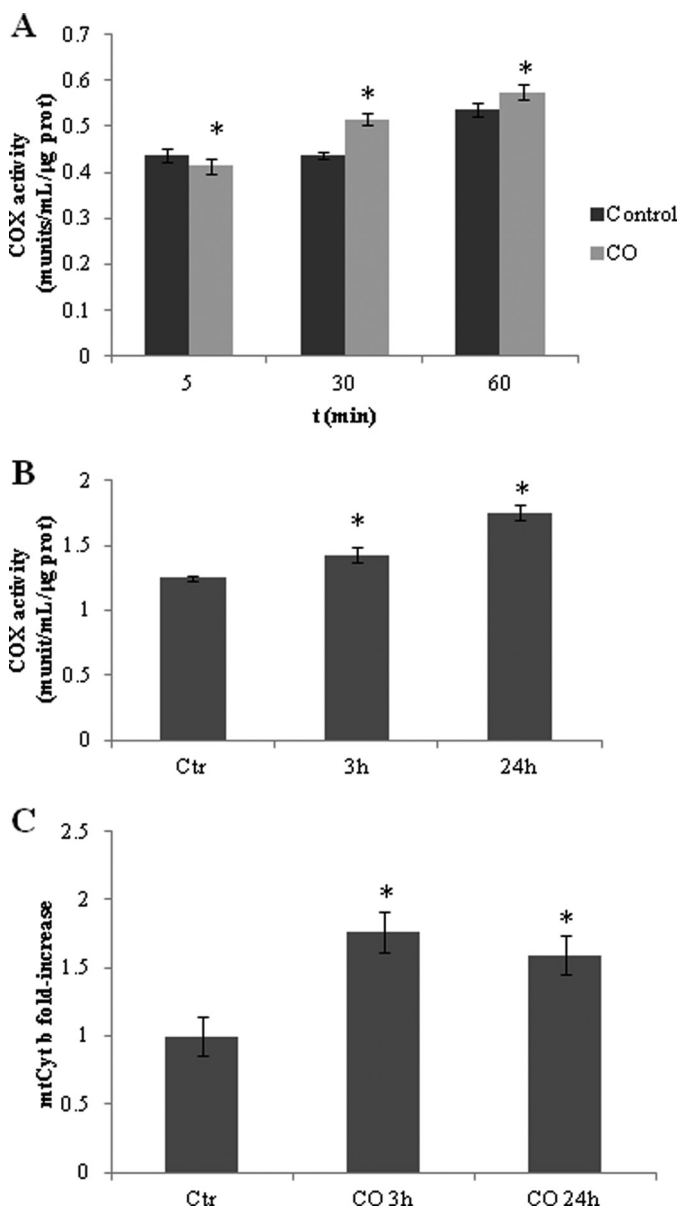 A
0.7
0.6
0.5
0.4
0.3
0.2
0.1
0
COX activity
(munits/mL/µg prot)
* * *
5 30 60
t (min)
Control
CO
B
2
1.5
1
0.5
0
COX activity
(munit/mL/µg prot)
* *
Ctr 3h 24h
C
2.5
2
1.5
1
0.5
0
mtCyt b fold-increase
* *
Ctr CO 3h CO 24h